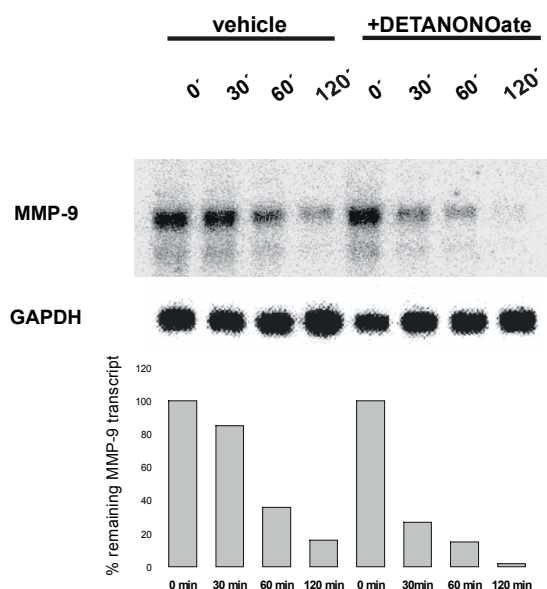 vehicle +DETANONOate
0´ 30´ 60´ 120´ 0´ 30´ 60´ 120´
MMP-9
GAPDH
% remaining MMP-9 transcript
120
100
80
60
40
20
0
0 min 30 min 60 min 120 min 0 min 30min 60 min 120 min